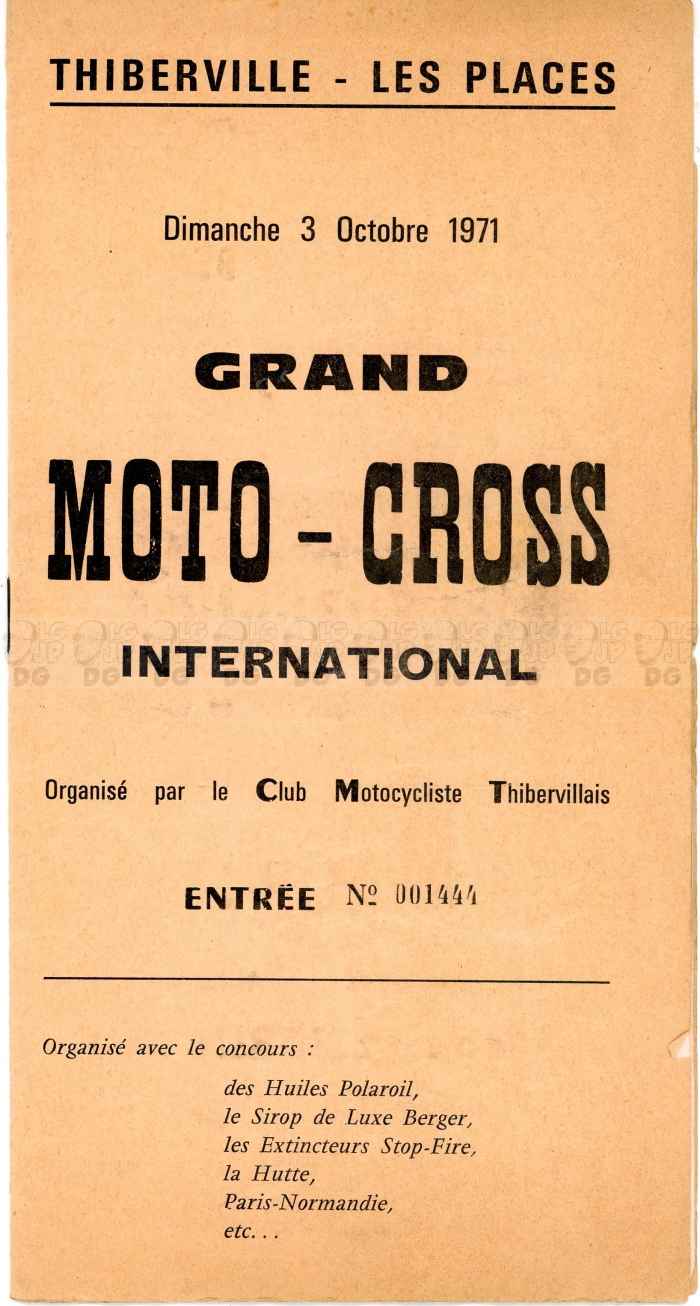 THIBERVILLE - LES PLACES
Dimanche 3 Octobre 1971
GRAND
MOTO - CROSS
INTERNATIONAL
Organisé par le Club Motocycliste Thibervillais
ENTRÉE Nº 001444
Organisé avec le concours :
des Huiles Polaroil,
le Sirop de Luxe Berger,
les Extincteurs Stop-Fire,
la Hutte,
Paris-Normandie,
etc...